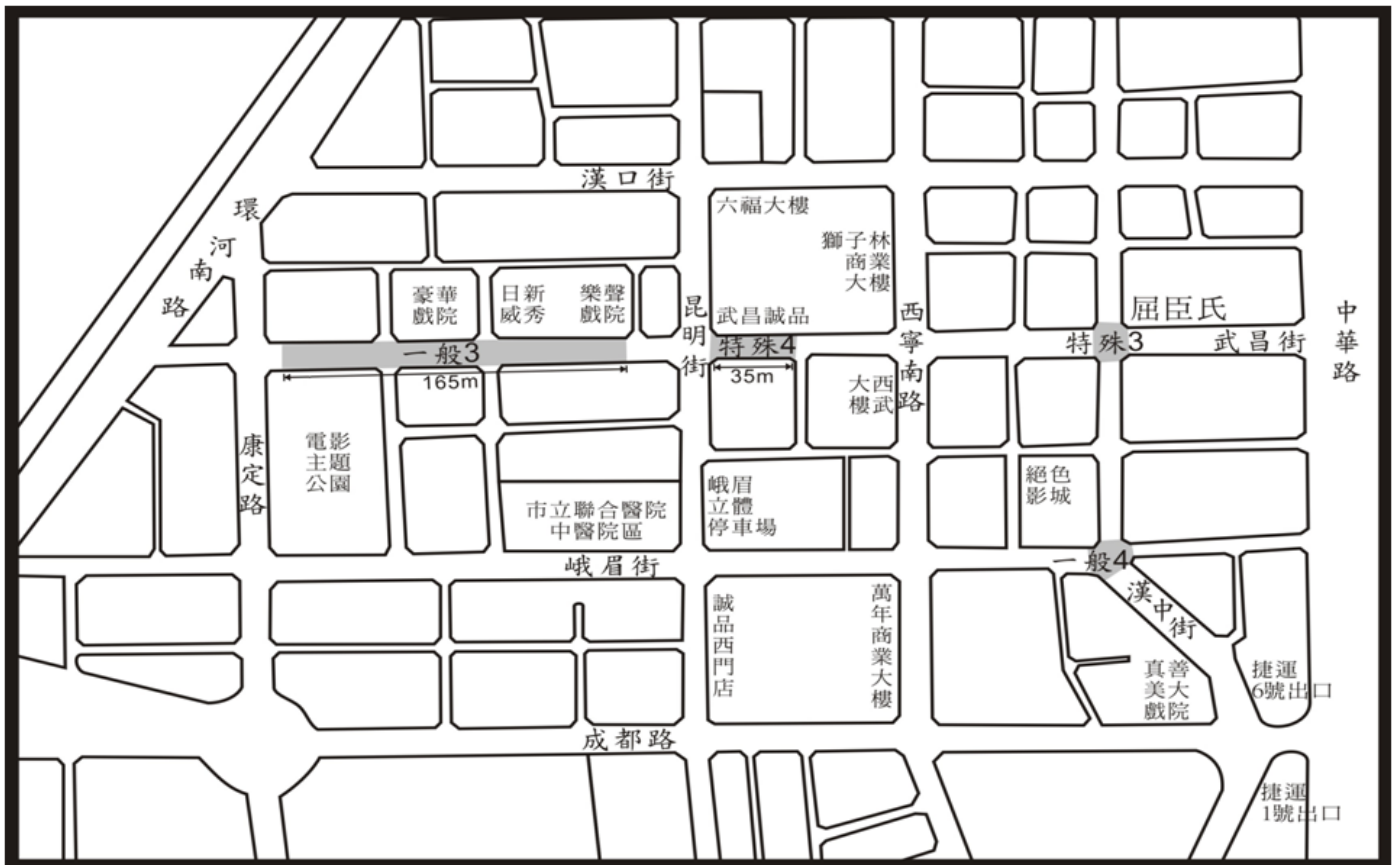 漢口街
環河南路
六福大樓
獅子林
商業
大樓
豪華
戲院
日新
威秀
樂聲
戲院
武昌誠品
昆明街
西寧南路
屈臣氏
中華路
一般3
特殊4
特殊3
武昌街
165m
35m
西武
大樓
康定路
電影
主題
公園
市立聯合醫院
中醫院區
峨眉
立體
停車場
絕色
影城
峨眉街
一般4
漢中街
誠品西門店
萬年商業大樓
真善
美大
戲院
捷運
6號出口
成都路
捷運
1號出口